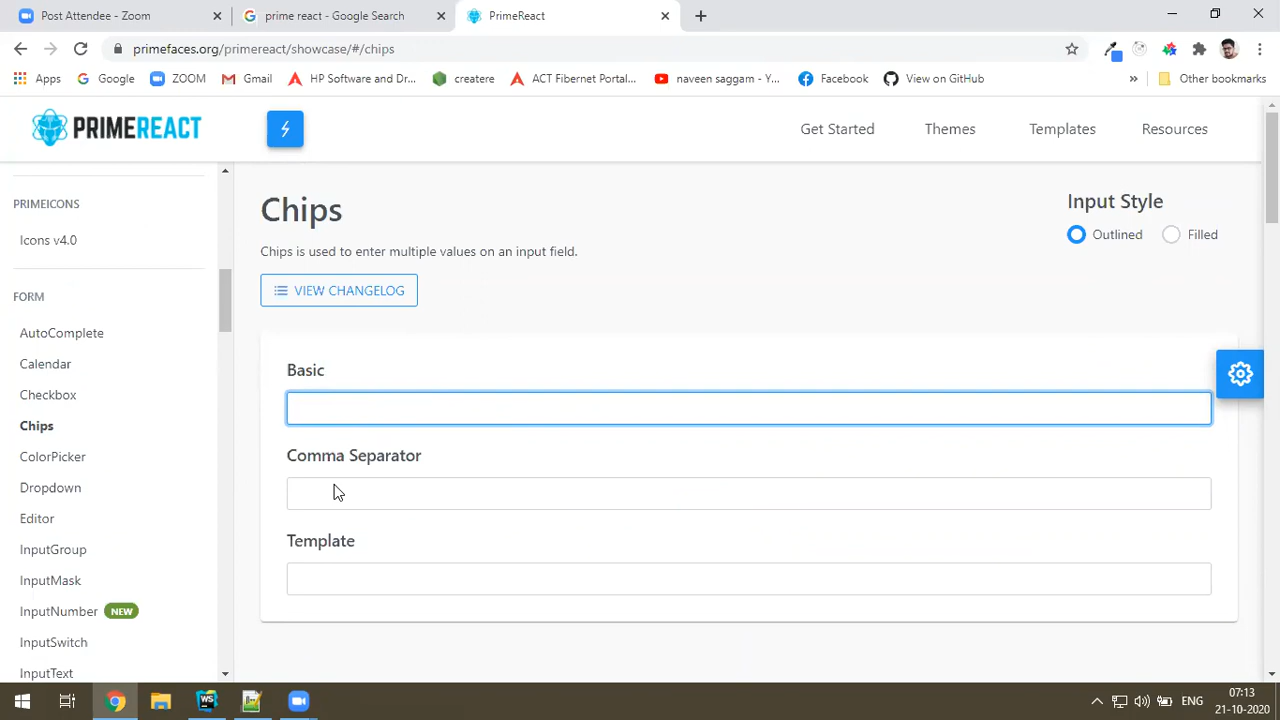 Post Attendee - Zoom
prime react - Google Search
PrimeReact
primefaces.org/primereact/showcase/#/chips
Apps
Google
ZOOM
Gmail
HP Software and Dr...
createre
ACT Fibernet Portal...
naveen saggam - Y...
Facebook
View on GitHub
»
Other bookmarks
PRIMEREACT
Get Started
Themes
Templates
Resources
PRIMEICONS
Icons v4.0
FORM
AutoComplete
Calendar
Checkbox
Chips
ColorPicker
Dropdown
Editor
InputGroup
InputMask
InputNumber NEW
InputSwitch
InputText
Chips
Chips is used to enter multiple values on an input field.
VIEW CHANGELOG
Input Style
Outlined
Filled
Basic
Comma Separator
Template
WS
ENG
07:13
21-10-2020